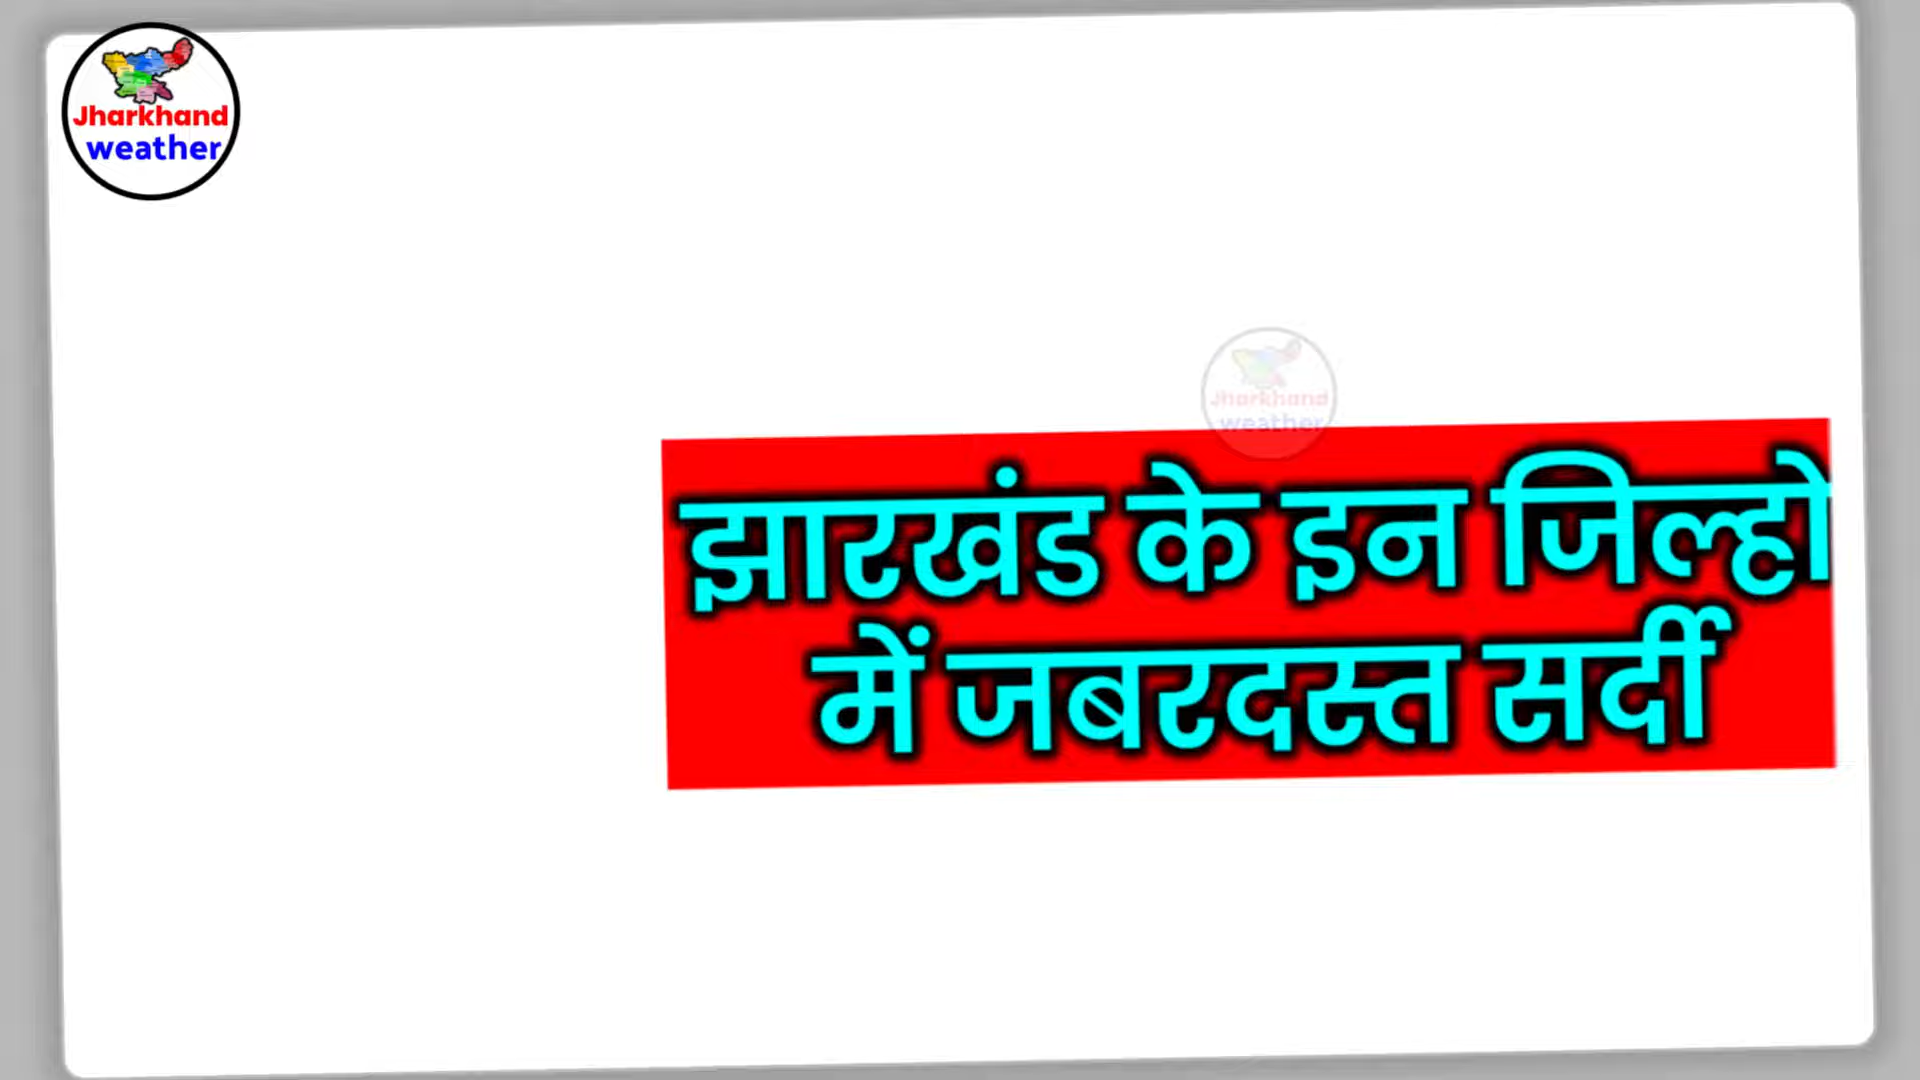 Jharkhand
weather
Jharkhand
weather
झारखंड के इन जिल्हो
में जबरदस्त सर्दी